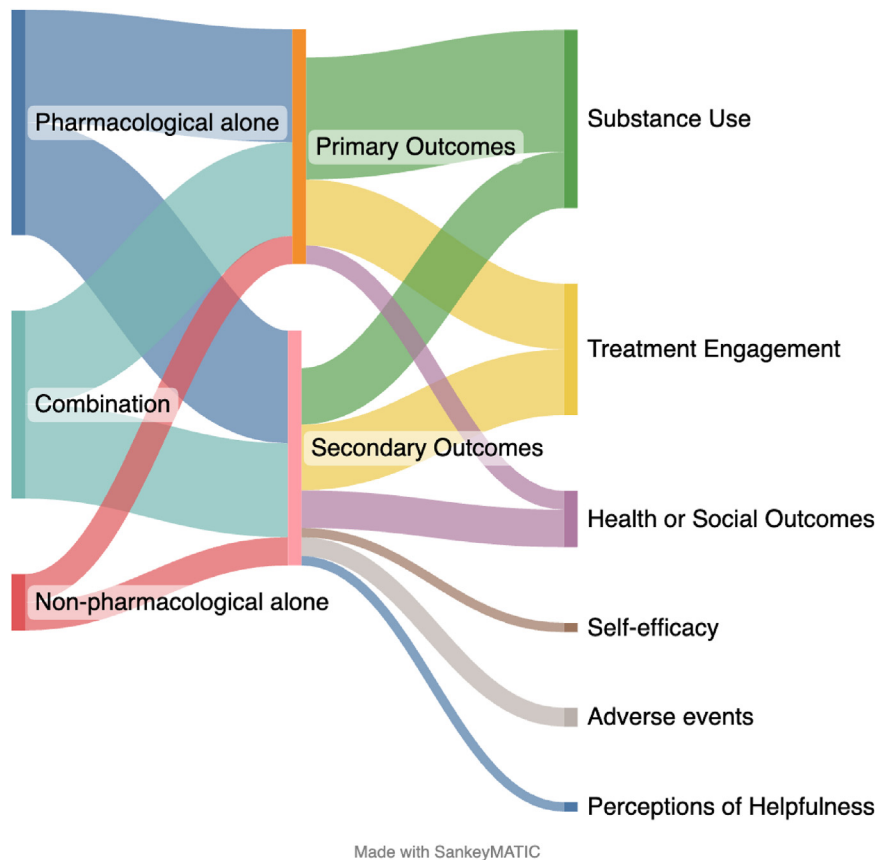 Pharmacological alone
Combination
Non-pharmacological alone
Primary Outcomes
Secondary Outcomes
Substance Use
Treatment Engagement
Health or Social Outcomes
Self-efficacy
Adverse events
Perceptions of Helpfulness
Made with SankeyMATIC